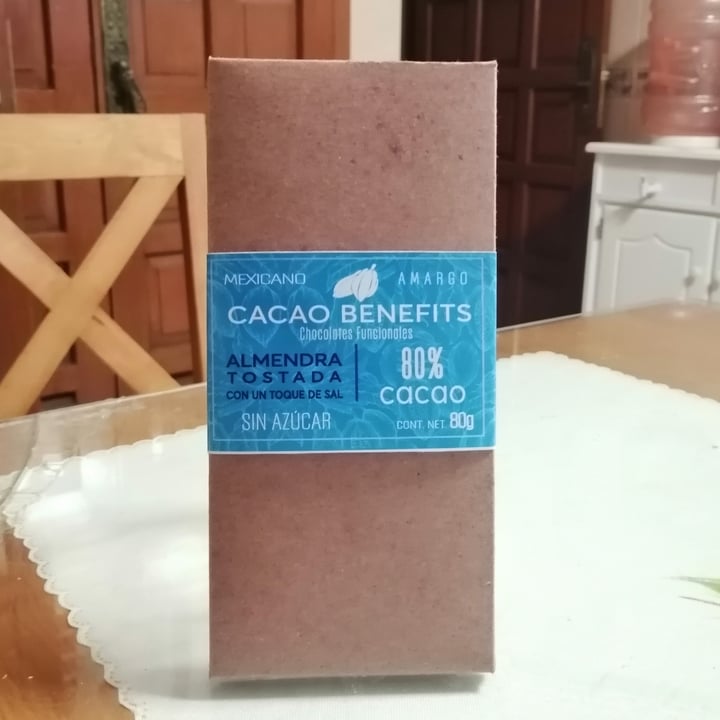 MEXICANO AMARGO
CACAO BENEFITS
Chocolates Funcionales
ALMENDRA
TOSTADA
CON UN TOQUE DE SAL
80%
cacao
SIN AZÚCAR
CONT. NET. 80g